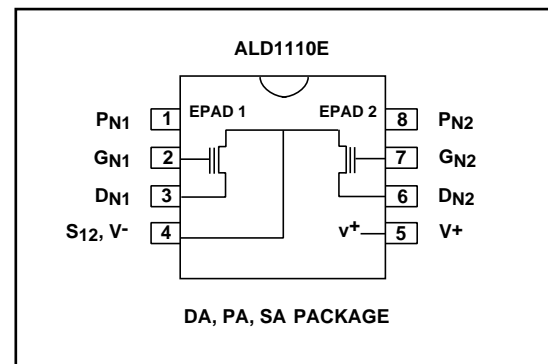 ALD1110E
EPAD 1 EPAD 2
PN1 1 8 PN2
GN1 2 7 GN2
DN1 3 6 DN2
S12, V- 4 v+ 5 V+
DA, PA, SA PACKAGE